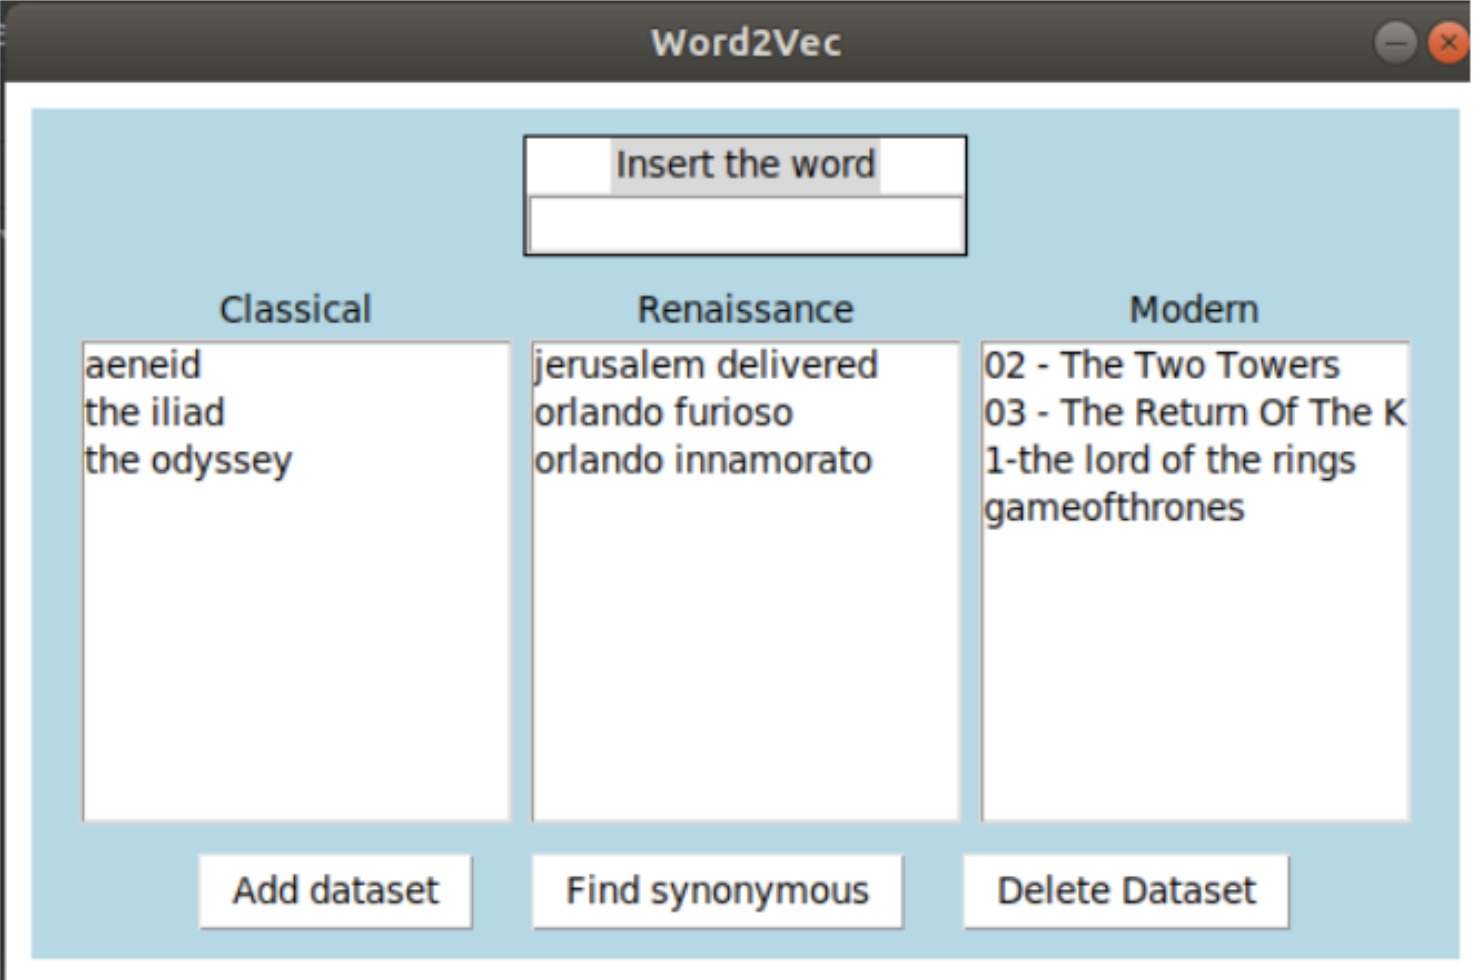 Word2Vec
Insert the word
Classical
Renaissance
Modern
aeneid
the iliad
the odyssey
jerusalem delivered
orlando furioso
orlando innamorato
02 - The Two Towers
03 - The Return Of The K
1-the lord of the rings
gameofthrones
Add dataset
Find synonymous
Delete Dataset